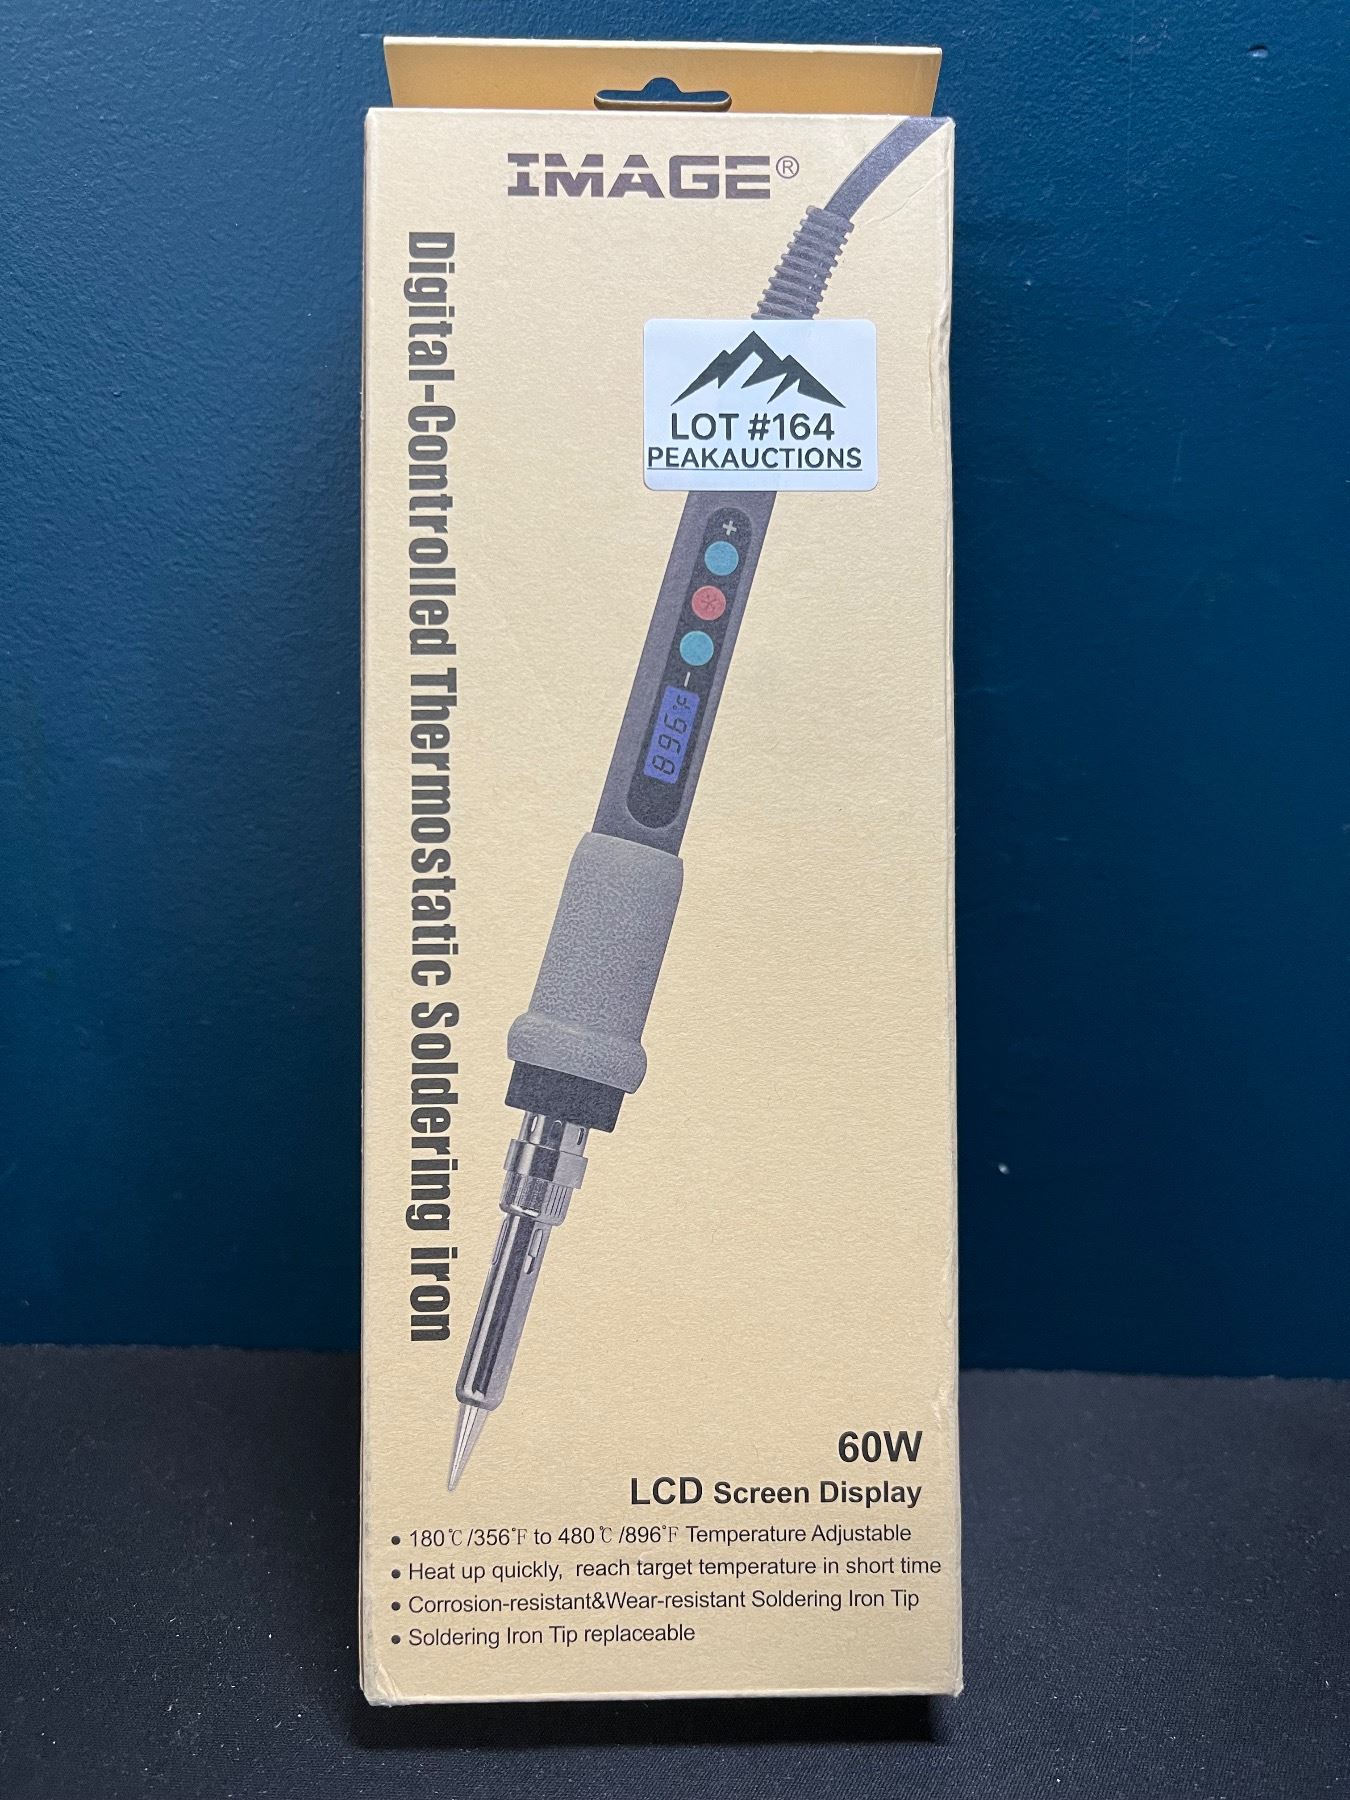 IMAGE®
Digital-Controlled Thermostatic Soldering iron
LOT #164
PEAKAUCTIONS
+
−
896°F
60W
LCD Screen Display
• 180℃/356℉ to 480℃/896℉ Temperature Adjustable
• Heat up quickly, reach target temperature in short time
• Corrosion-resistant&Wear-resistant Soldering Iron Tip
• Soldering Iron Tip replaceable